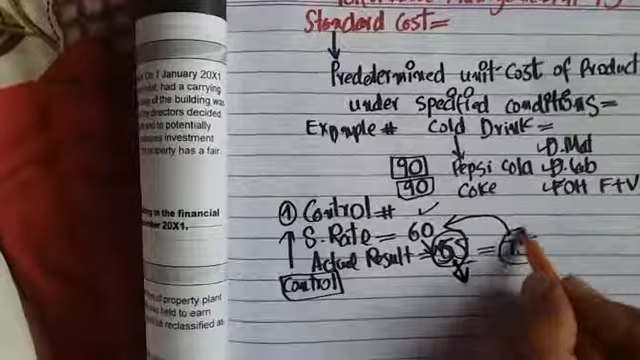 Standard Cost=
Predetermined unit-cost of Product
under specified conditions=
Example# Cold Drink=
D.Mat
90 Pepsi cola D.Lab
90 Coke FOH F+V
① Control#
S.Rate = 60
Actual Result = 55 =
Control
On 1 January 20X1
had a carrying
of the building was
directors decided
to potentially
investment
property has a fair
in the financial
20X1.
of property plant
held to earn
be reclassified as